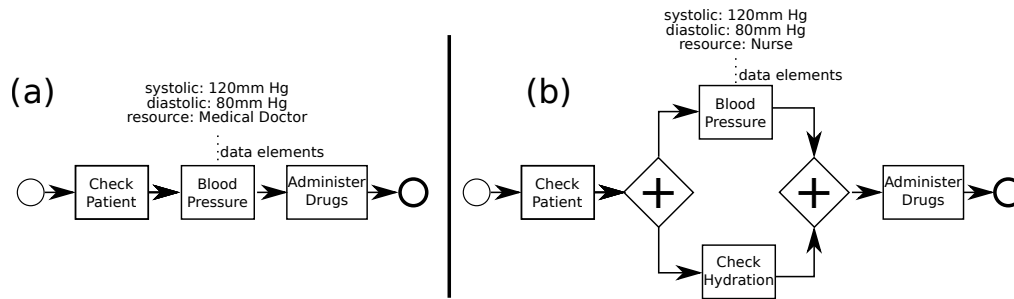 (a)
systolic: 120mm Hg
diastolic: 80mm Hg
resource: Medical Doctor
data elements
Check
Patient
Blood
Pressure
Administer
Drugs
(b)
systolic: 120mm Hg
diastolic: 80mm Hg
resource: Nurse
data elements
Blood
Pressure
Check
Patient
Administer
Drugs
Check
Hydration